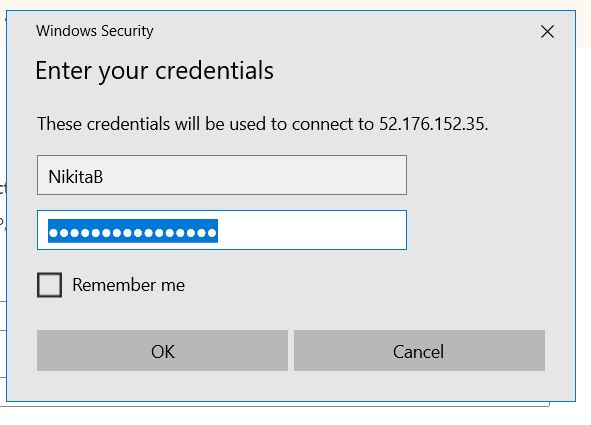 Windows Security
Enter your credentials
These credentials will be used to connect to 52.176.152.35.
NikitaB
••••••••••••••••
Remember me
OK
Cancel